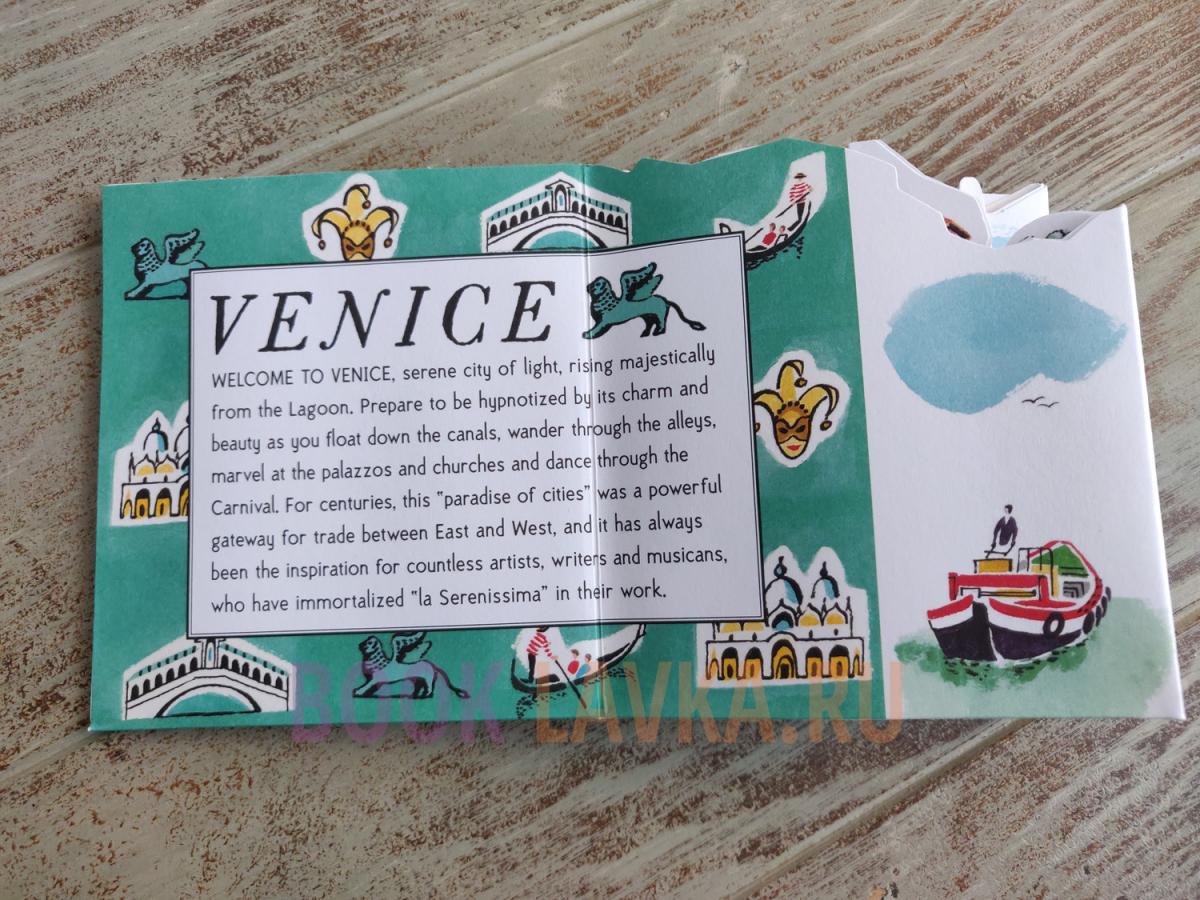 VENICE
WELCOME TO VENICE, serene city of light, rising majestically
from the Lagoon. Prepare to be hypnotized by its charm and
beauty as you float down the canals, wander through the alleys,
marvel at the palazzos and churches and dance through the
Carnival. For centuries, this "paradise of cities" was a powerful
gateway for trade between East and West, and it has always
been the inspiration for countless artists, writers and musicans,
who have immortalized "la Serenissima" in their work.
BOOK-LAVKA.RU